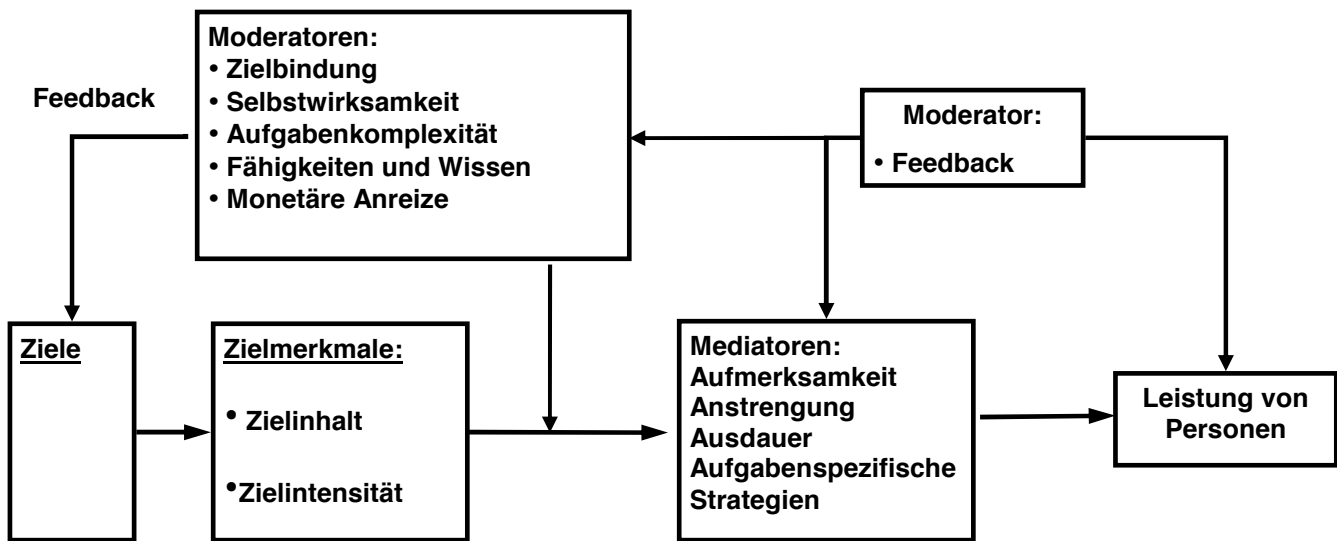 Feedback
Moderatoren:
• Zielbindung
• Selbstwirksamkeit
• Aufgabenkomplexität
• Fähigkeiten und Wissen
• Monetäre Anreize
Moderator:
• Feedback
Ziele
Zielmerkmale:
• Zielinhalt
•Zielintensität
Mediatoren:
Aufmerksamkeit
Anstrengung
Ausdauer
Aufgabenspezifische
Strategien
Leistung von
Personen